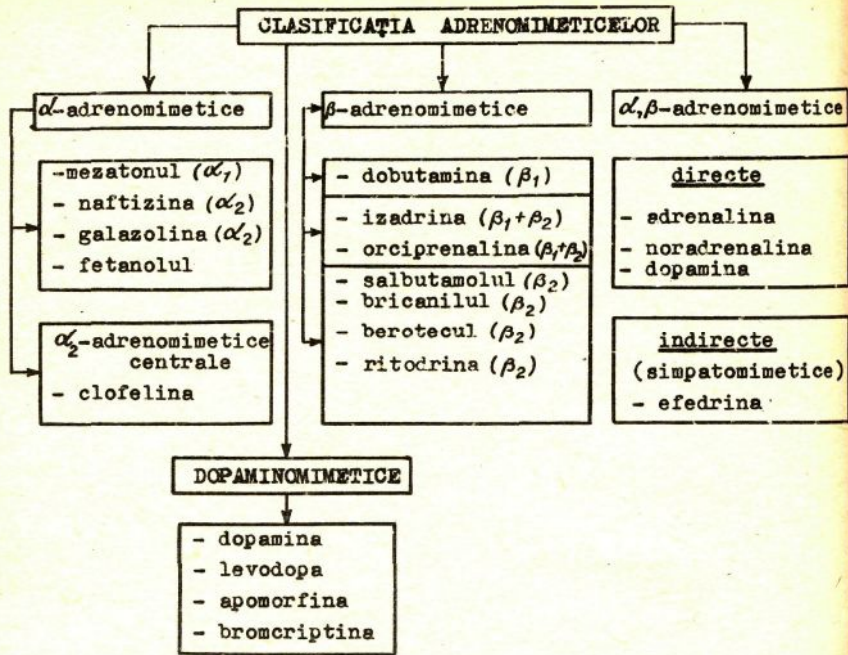 CLASIFICAŢIA ADRENOMIMETICELOR
α-adrenomimetice
-mezatonul (α₁)
- naftizina (α₂)
- galazolina (α₂)
- fetanolul
α₂-adrenomimetice
centrale
- clofelina
β-adrenomimetice
- dobutamina (β₁)
- izadrina (β₁+β₂)
- orciprenalina (β₁+β₂)
- salbutamolul (β₂)
- bricanilul (β₂)
- berotecul (β₂)
- ritodrina (β₂)
α,β-adrenomimetice
directe
- adrenalina
- noradrenalina
- dopamina
indirecte
(simpatomimetice)
- efedrina
DOPAMINOMIMETICE
- dopamina
- levodopa
- apomorfina
- bromcriptina